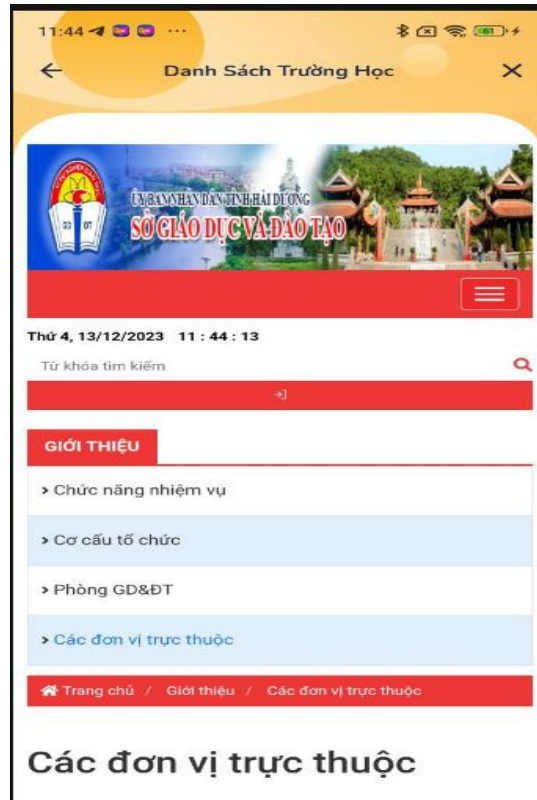 11:44
61
Danh Sách Trường Học
ỦY BAN NHÂN DÂN TỈNH HẢI DƯƠNG
SỞ GIÁO DỤC VÀ ĐÀO TẠO
GD ĐT
Thứ 4, 13/12/2023 11 : 44 : 13
Từ khóa tìm kiếm
GIỚI THIỆU
Chức năng nhiệm vụ
Cơ cấu tổ chức
Phòng GD&ĐT
Các đơn vị trực thuộc
Trang chủ / Giới thiệu / Các đơn vị trực thuộc
Các đơn vị trực thuộc